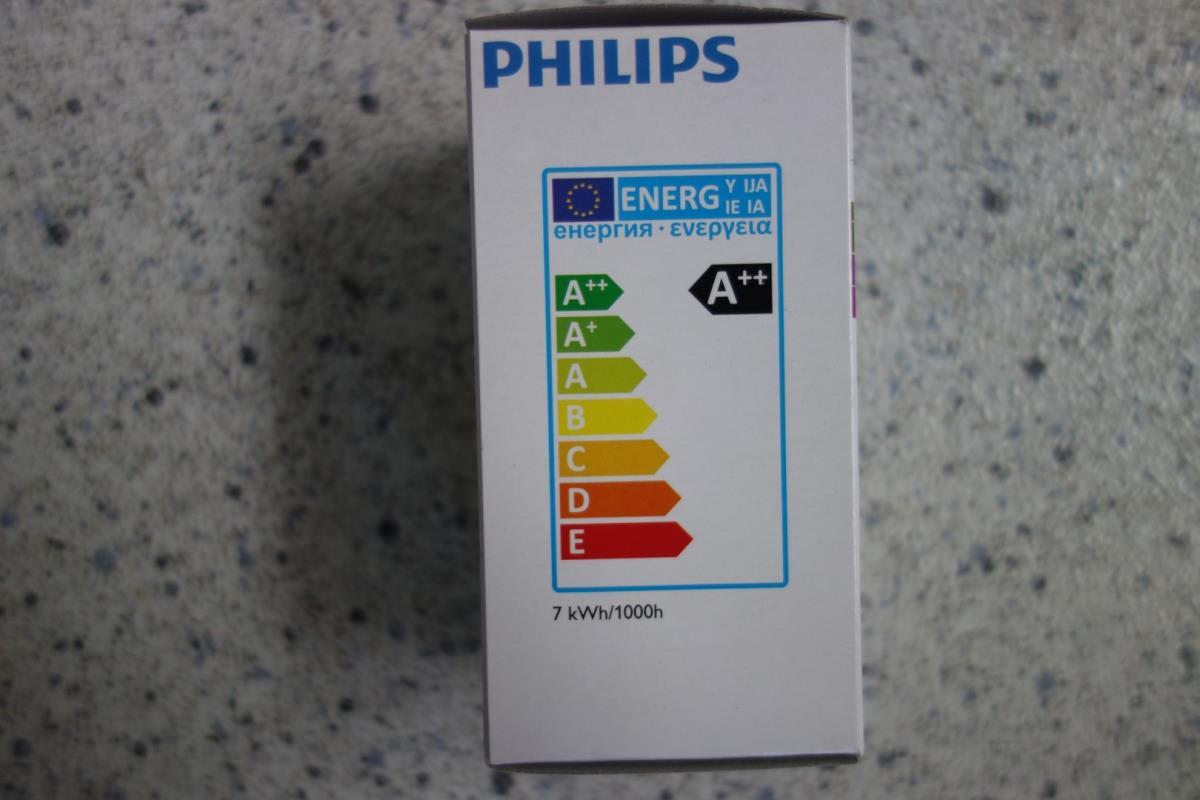 PHILIPS
ENERG Y IJA
IE IA
енергия · ενεργεια
A++ A++
A+
A
B
C
D
E
7 kWh/1000h